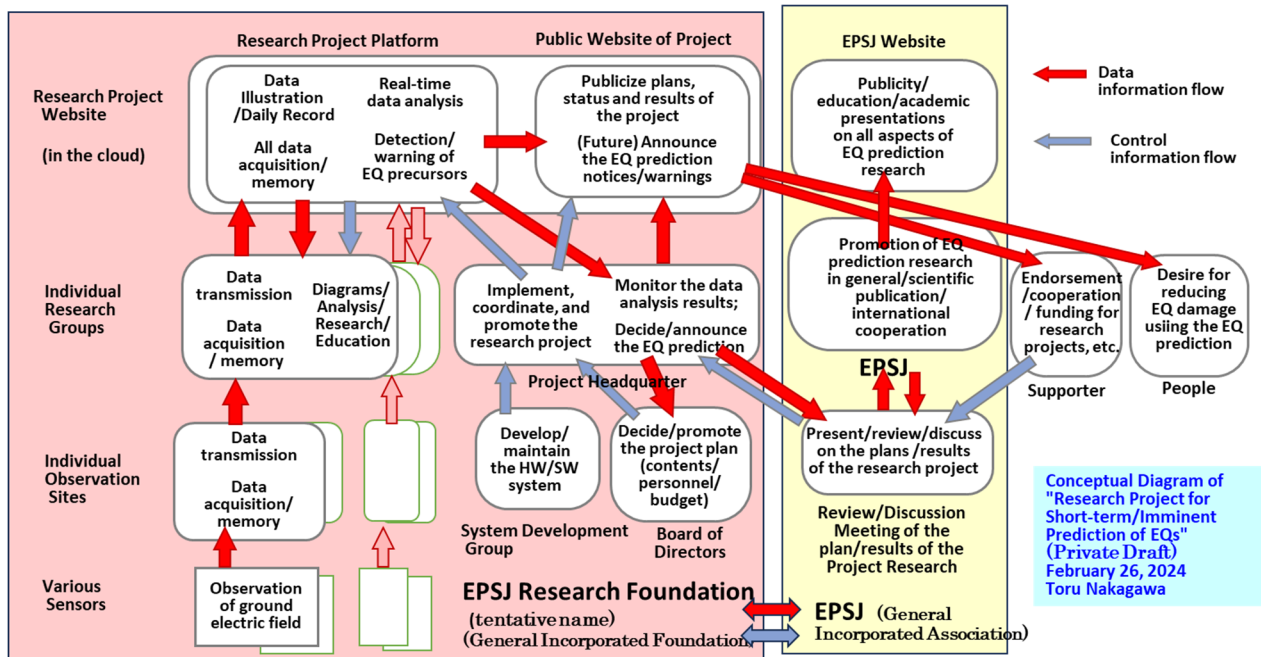 Research Project Platform
Public Website of Project
EPSJ Website
Research Project
Website
(in the cloud)
Data
Illustration
/Daily Record
All data
acquisition/
memory
Real-time
data analysis
Detection/
warning of
EQ precursors
Publicize plans,
status and results of
the project
(Future) Announce
the EQ prediction
notices/warnings
Publicity/
education/academic
presentations
on all aspects of
EQ prediction
research
Data
information flow
Control
information flow
Individual
Research
Groups
Data
transmission
Data
acquisition
/ memory
Diagrams/
Analysis/
Research/
Education
Implement,
coordinate, and
promote the
research project
Monitor the data
analysis results;
Decide/announce
the EQ prediction
Project Headquarter
Promotion of EQ
prediction research
in general/scientific
publication/
international
cooperation
EPSJ
Endorsement
/cooperation
/ funding for
research
projects, etc.
Supporter
Desire for
reducing
EQ damage
usiing the EQ
prediction
People
Individual
Observation
Sites
Data
transmission
Data
acquisition/
memory
Develop/
maintain
the HW/SW
system
System Development
Group
Decide/promote
the project plan
(contents/
personnel/
budget)
Board of
Directors
Present/review/discuss
on the plans /results
of the research project
Review/Discussion
Meeting of the
plan/results of the
Project Research
Conceptual Diagram of
"Research Project for
Short-term/Imminent
Prediction of EQs"
(Private Draft)
February 26, 2024
Toru Nakagawa
Various
Sensors
Observation
of ground
electric field
EPSJ Research Foundation
(tentative name)
(General Incorporated Foundation)
EPSJ (General
Incorporated Association)